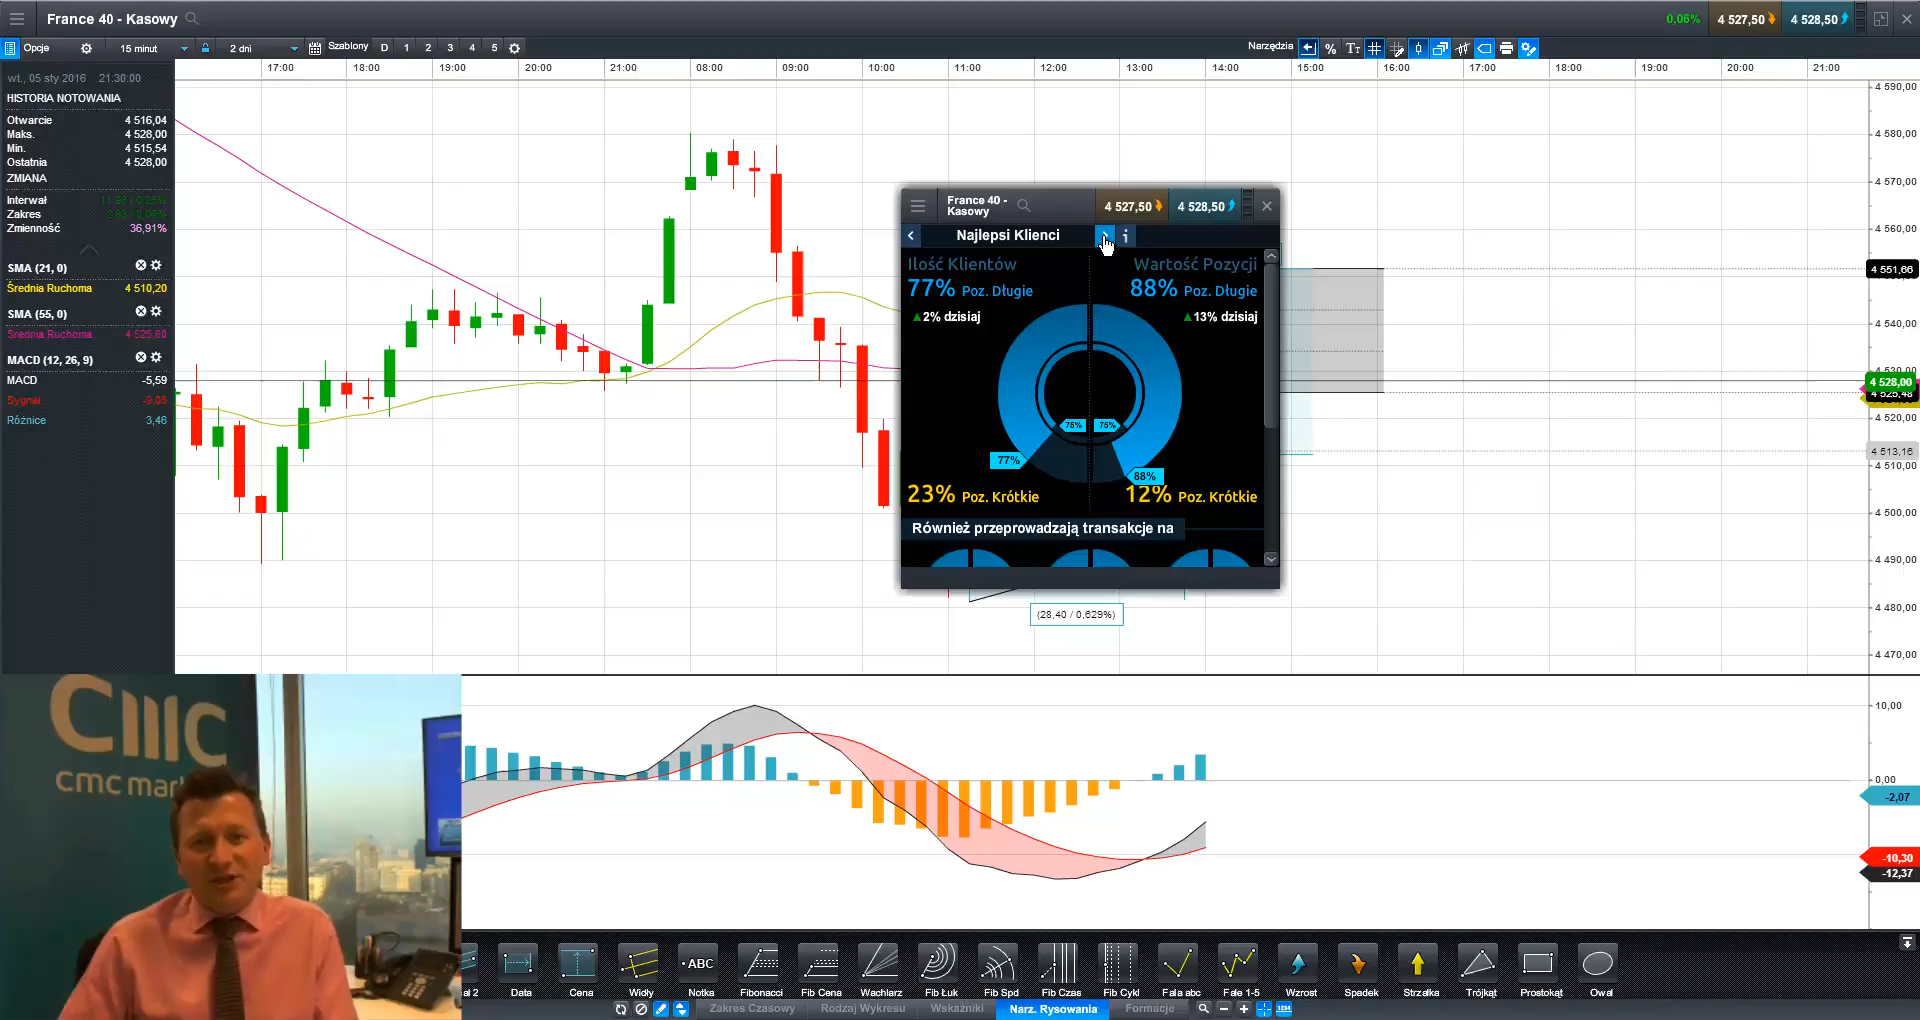 France 40 - Kasowy
0,06%
4 527,50
4 528,50
Opcje
15 minut
2 dni
Szablony D 1 2 3 4 5
Narzędzia
17:00 18:00 19:00 20:00 21:00 08:00 09:00 10:00 11:00 12:00 13:00 14:00 15:00 16:00 17:00 18:00 19:00 20:00 21:00
wt., 05 sty 2016 21:30:00
HISTORIA NOTOWANIA
Otwarcie 4 516,04
Maks. 4 528,00
Min. 4 515,54
Ostatnia 4 528,00
ZMIANA
Interwał
Zakres
Zmienność 36,91%
SMA (21, 0)
Średnia Ruchoma 4 510,20
SMA (55, 0)
Średnia Ruchoma 4 525,60
MACD (12, 26, 9)
MACD -5,59
Sygnał
Różnice 3,46
France 40 -
Kasowy
4 527,50
4 528,50
Najlepsi Klienci
Ilość Klientów
Wartość Pozycji
77% Poz. Długie
88% Poz. Długie
2% dzisiaj
13% dzisiaj
75%
75%
77%
88%
23% Poz. Krótkie
12% Poz. Krótkie
Również przeprowadzają transakcje na
(28,40 / 0,629%)
4 590,00
4 580,00
4 570,00
4 560,00
4 551,66
4 540,00
4 528,00
4 525,48
4 520,00
4 513,16
4 510,00
4 500,00
4 490,00
4 480,00
4 470,00
10,00
0,00
-2,07
-10,30
-12,37
cmc
cmc mar
ABC
Data
Cena
Widły
Notka
Fibonacci
Fib Cena
Wachlarz
Fib Łuk
Fib Spd
Fib Czas
Fib Cykl
Fala abc
Fale 1-5
Wzrost
Spadek
Strzałka
Trójkąt
Prostokąt
Owal
Zakres Czasowy
Rodzaj Wykresu
Wskaźniki
Narz. Rysowania
Formacje